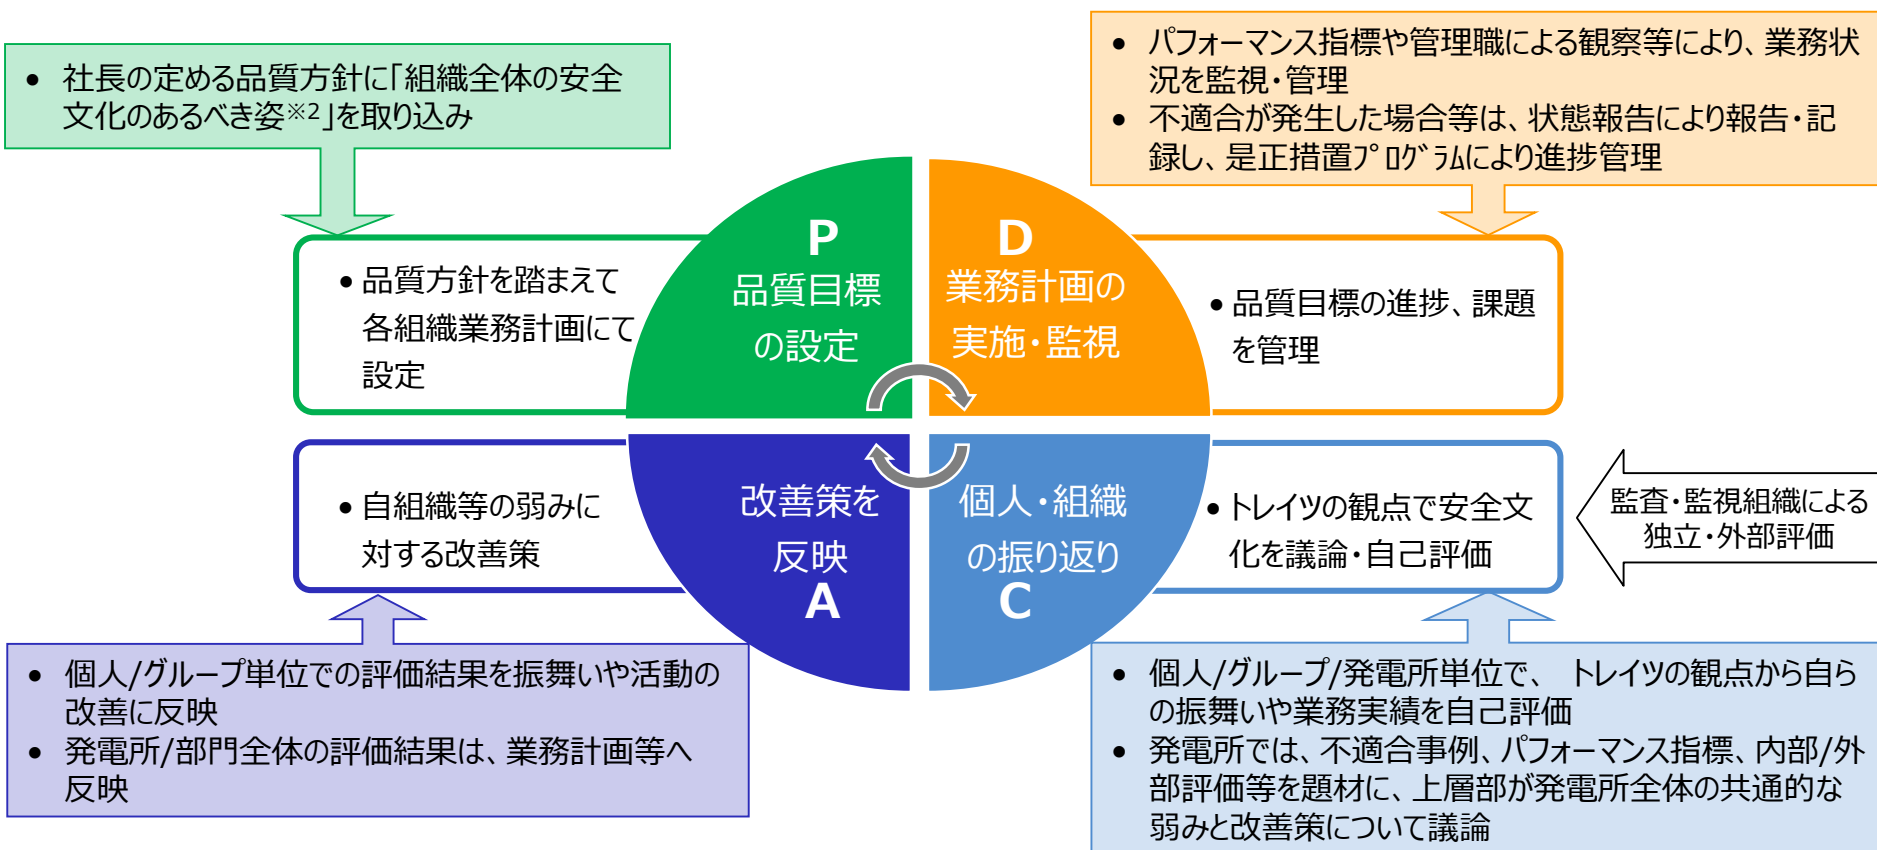 • 社長の定める品質方針に「組織全体の安全
文化のあるべき姿※2」を取り込み
• パフォーマンス指標や管理職による観察等により、業務状
況を監視・管理
• 不適合が発生した場合等は、状態報告により報告・記
録し、是正措置ﾌﾟﾛｸﾞﾗﾑにより進捗管理
• 品質方針を踏まえて
各組織業務計画にて
設定
P
品質目標
の設定
D
業務計画の
実施・監視
• 品質目標の進捗、課題
を管理
• 自組織等の弱みに
対する改善策
改善策を
反映
A
個人・組織
の振り返り
C
• トレイツの観点で安全文
化を議論・自己評価
監査・監視組織による
独立・外部評価
• 個人/グループ単位での評価結果を振舞いや活動の
改善に反映
• 発電所/部門全体の評価結果は、業務計画等へ
反映
• 個人/グループ/発電所単位で、 トレイツの観点から自ら
の振舞いや業務実績を自己評価
• 発電所では、不適合事例、パフォーマンス指標、内部/外
部評価等を題材に、上層部が発電所全体の共通的な
弱みと改善策について議論